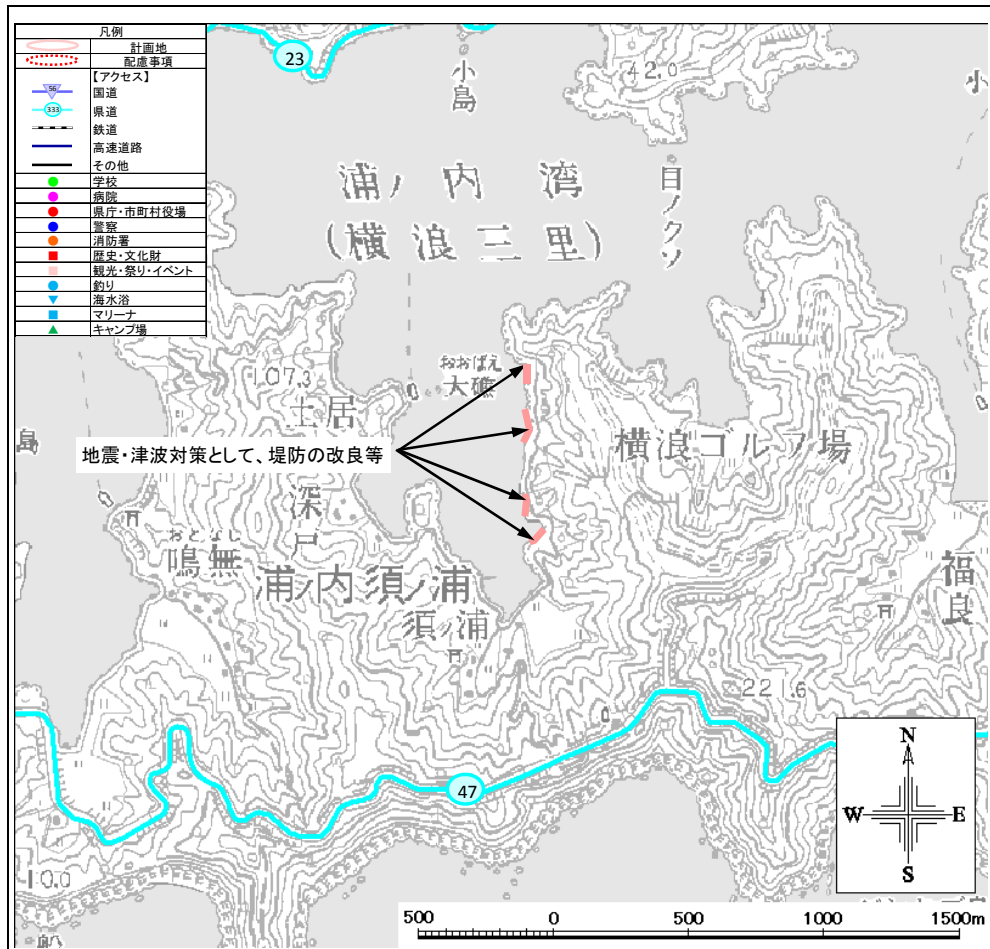 凡例
計画地
配慮事項
【アクセス】
56
国道
333
県道
鉄道
高速道路
その他
学校
病院
県庁・市町村役場
警察
消防署
歴史・文化財
観光・祭り・イベント
釣り
海水浴
マリーナ
キャンプ場
23
小島
42.0
小
浦ノ内湾
(横浪三里)
目ノクソ
107.3
土居
おおばえ
大礁
島
地震・津波対策として、堤防の改良等
横浪ゴルフ場
深戸
おとなし
鳴無
浦ノ内須ノ浦
須ノ浦
福良
221.6
47
10.0
N
W
E
S
500 0 500 1000 1500m